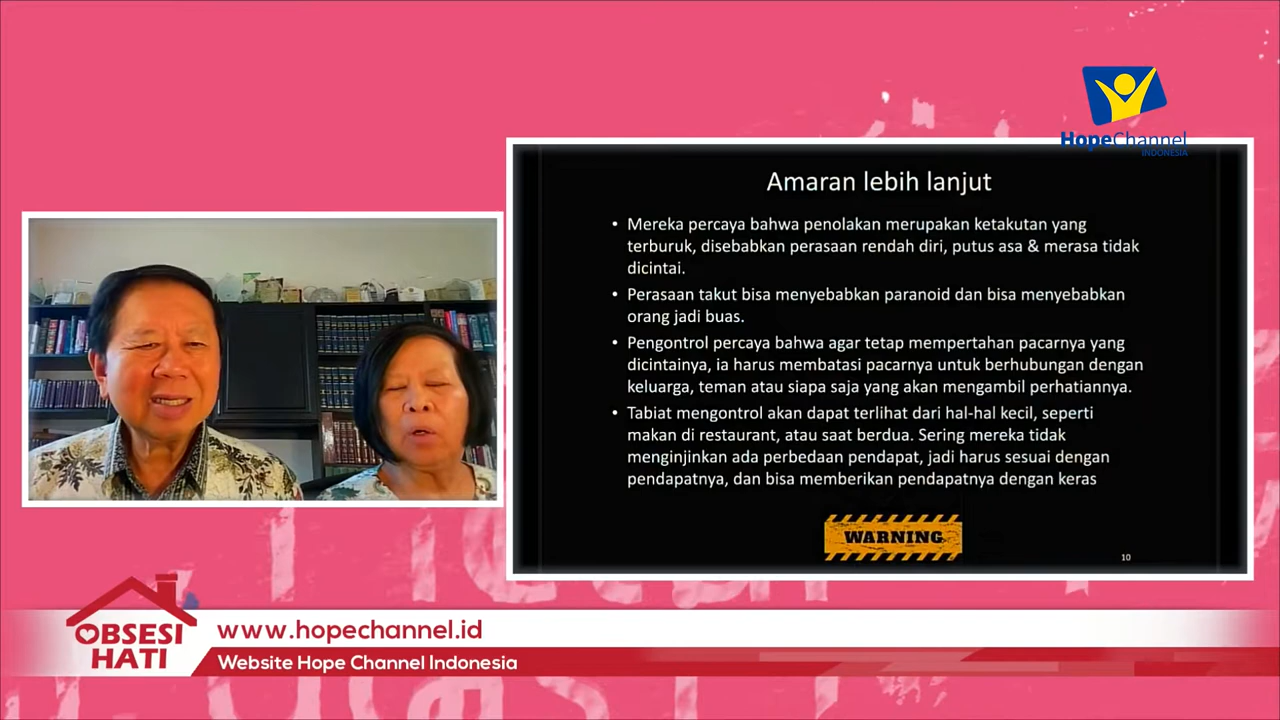 HopeChannel
INDONESIA
Amaran lebih lanjut
• Mereka percaya bahwa penolakan merupakan ketakutan yang
terburuk, disebabkan perasaan rendah diri, putus asa & merasa tidak
dicintai.
• Perasaan takut bisa menyebabkan paranoid dan bisa menyebabkan
orang jadi buas.
• Pengontrol percaya bahwa agar tetap mempertahan pacarnya yang
dicintainya, ia harus membatasi pacarnya untuk berhubungan dengan
keluarga, teman atau siapa saja yang akan mengambil perhatiannya.
• Tabiat mengontrol akan dapat terlihat dari hal-hal kecil, seperti
makan di restaurant, atau saat berdua. Sering mereka tidak
menginjinkan ada perbedaan pendapat, jadi harus sesuai dengan
pendapatnya, dan bisa memberikan pendapatnya dengan keras
WARNING
10
OBSESI
HATI
www.hopechannel.id
Website Hope Channel Indonesia